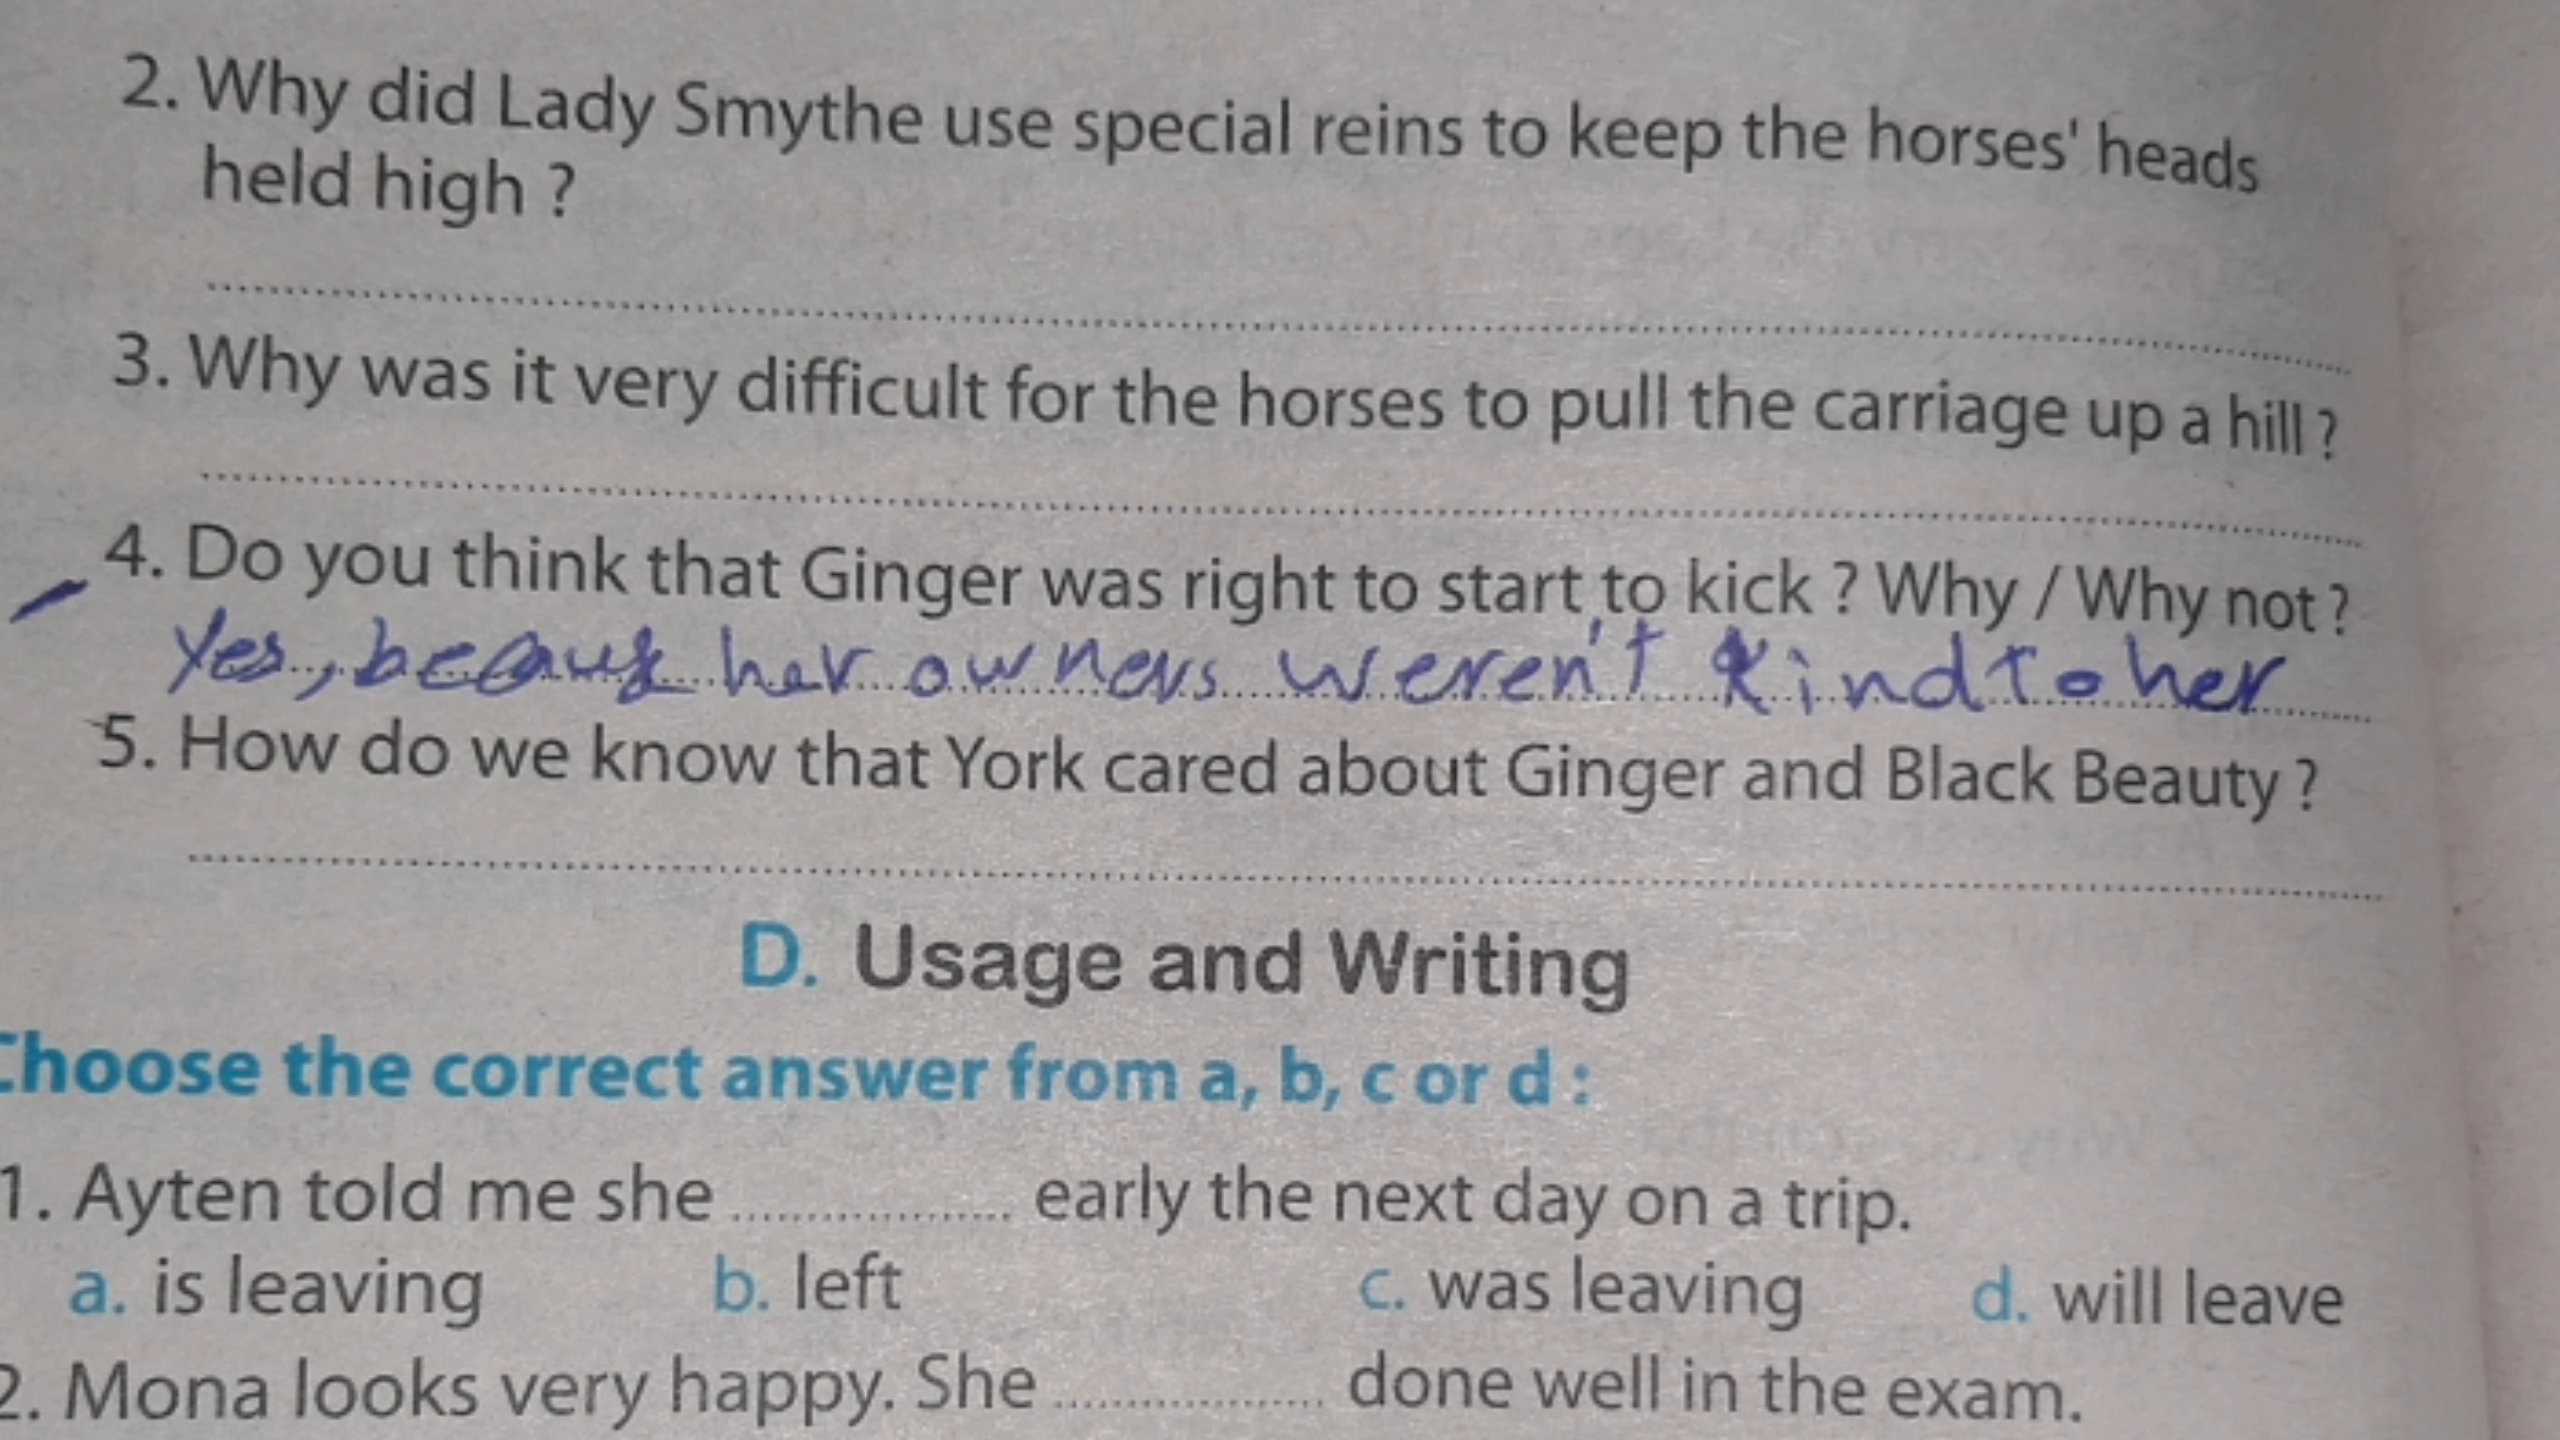 2. Why did Lady Smythe use special reins to keep the horses' heads
held high ?
3. Why was it very difficult for the horses to pull the carriage up a hill ?
4. Do you think that Ginger was right to start to kick ? Why / Why not ?
Yes, because her owners weren't kind to her
5. How do we know that York cared about Ginger and Black Beauty ?
D. Usage and Writing
Choose the correct answer from a, b, c or d :
1. Ayten told me she .................. early the next day on a trip.
a. is leaving b. left c. was leaving d. will leave
2. Mona looks very happy. She .................. done well in the exam.